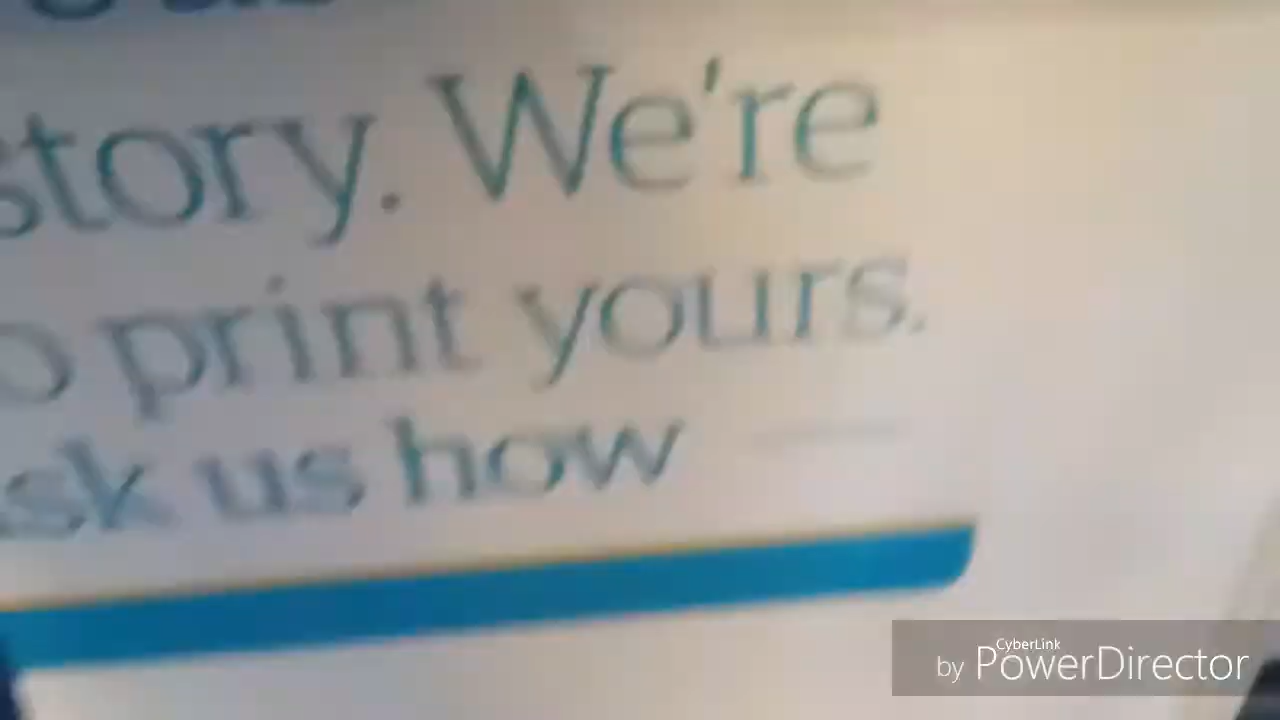 story. We're
print yours.
us how
CyberLink
by PowerDirector